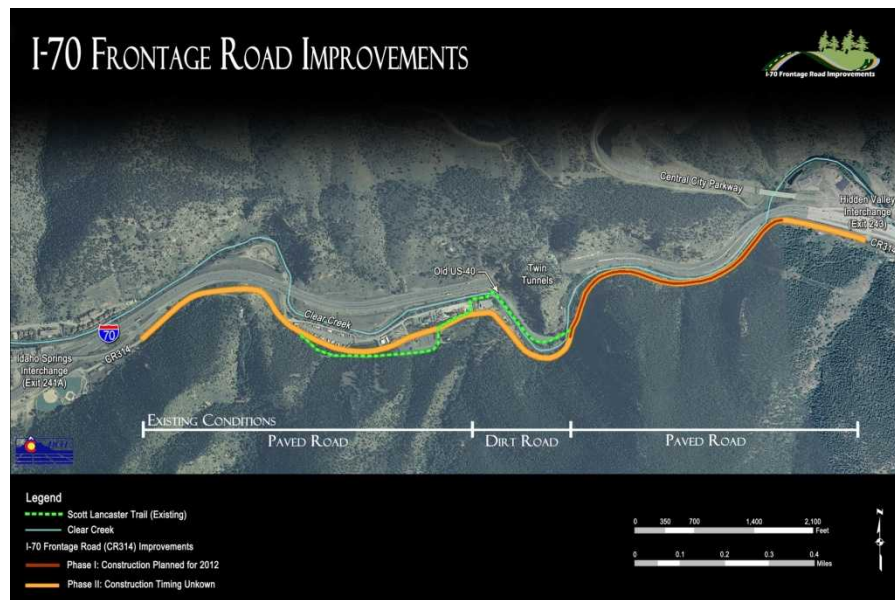 I-70 FRONTAGE ROAD IMPROVEMENTS
I-70 Frontage Road Improvements
Central City Parkway
Hidden Valley
Interchange
(Exit 243)
CR314
Old US-40
Twin
Tunnels
Clear Creek
70
CR314
Idaho Springs
Interchange
(Exit 241A)
EXISTING CONDITIONS
PAVED ROAD
DIRT ROAD
PAVED ROAD
Legend
Scott Lancaster Trail (Existing)
Clear Creek
I-70 Frontage Road (CR314) Improvements
Phase I: Construction Planned for 2012
Phase II: Construction Timing Unkown
0 350 700 1,400 2,100
Feet
0 0.1 0.2 0.3 0.4
Miles